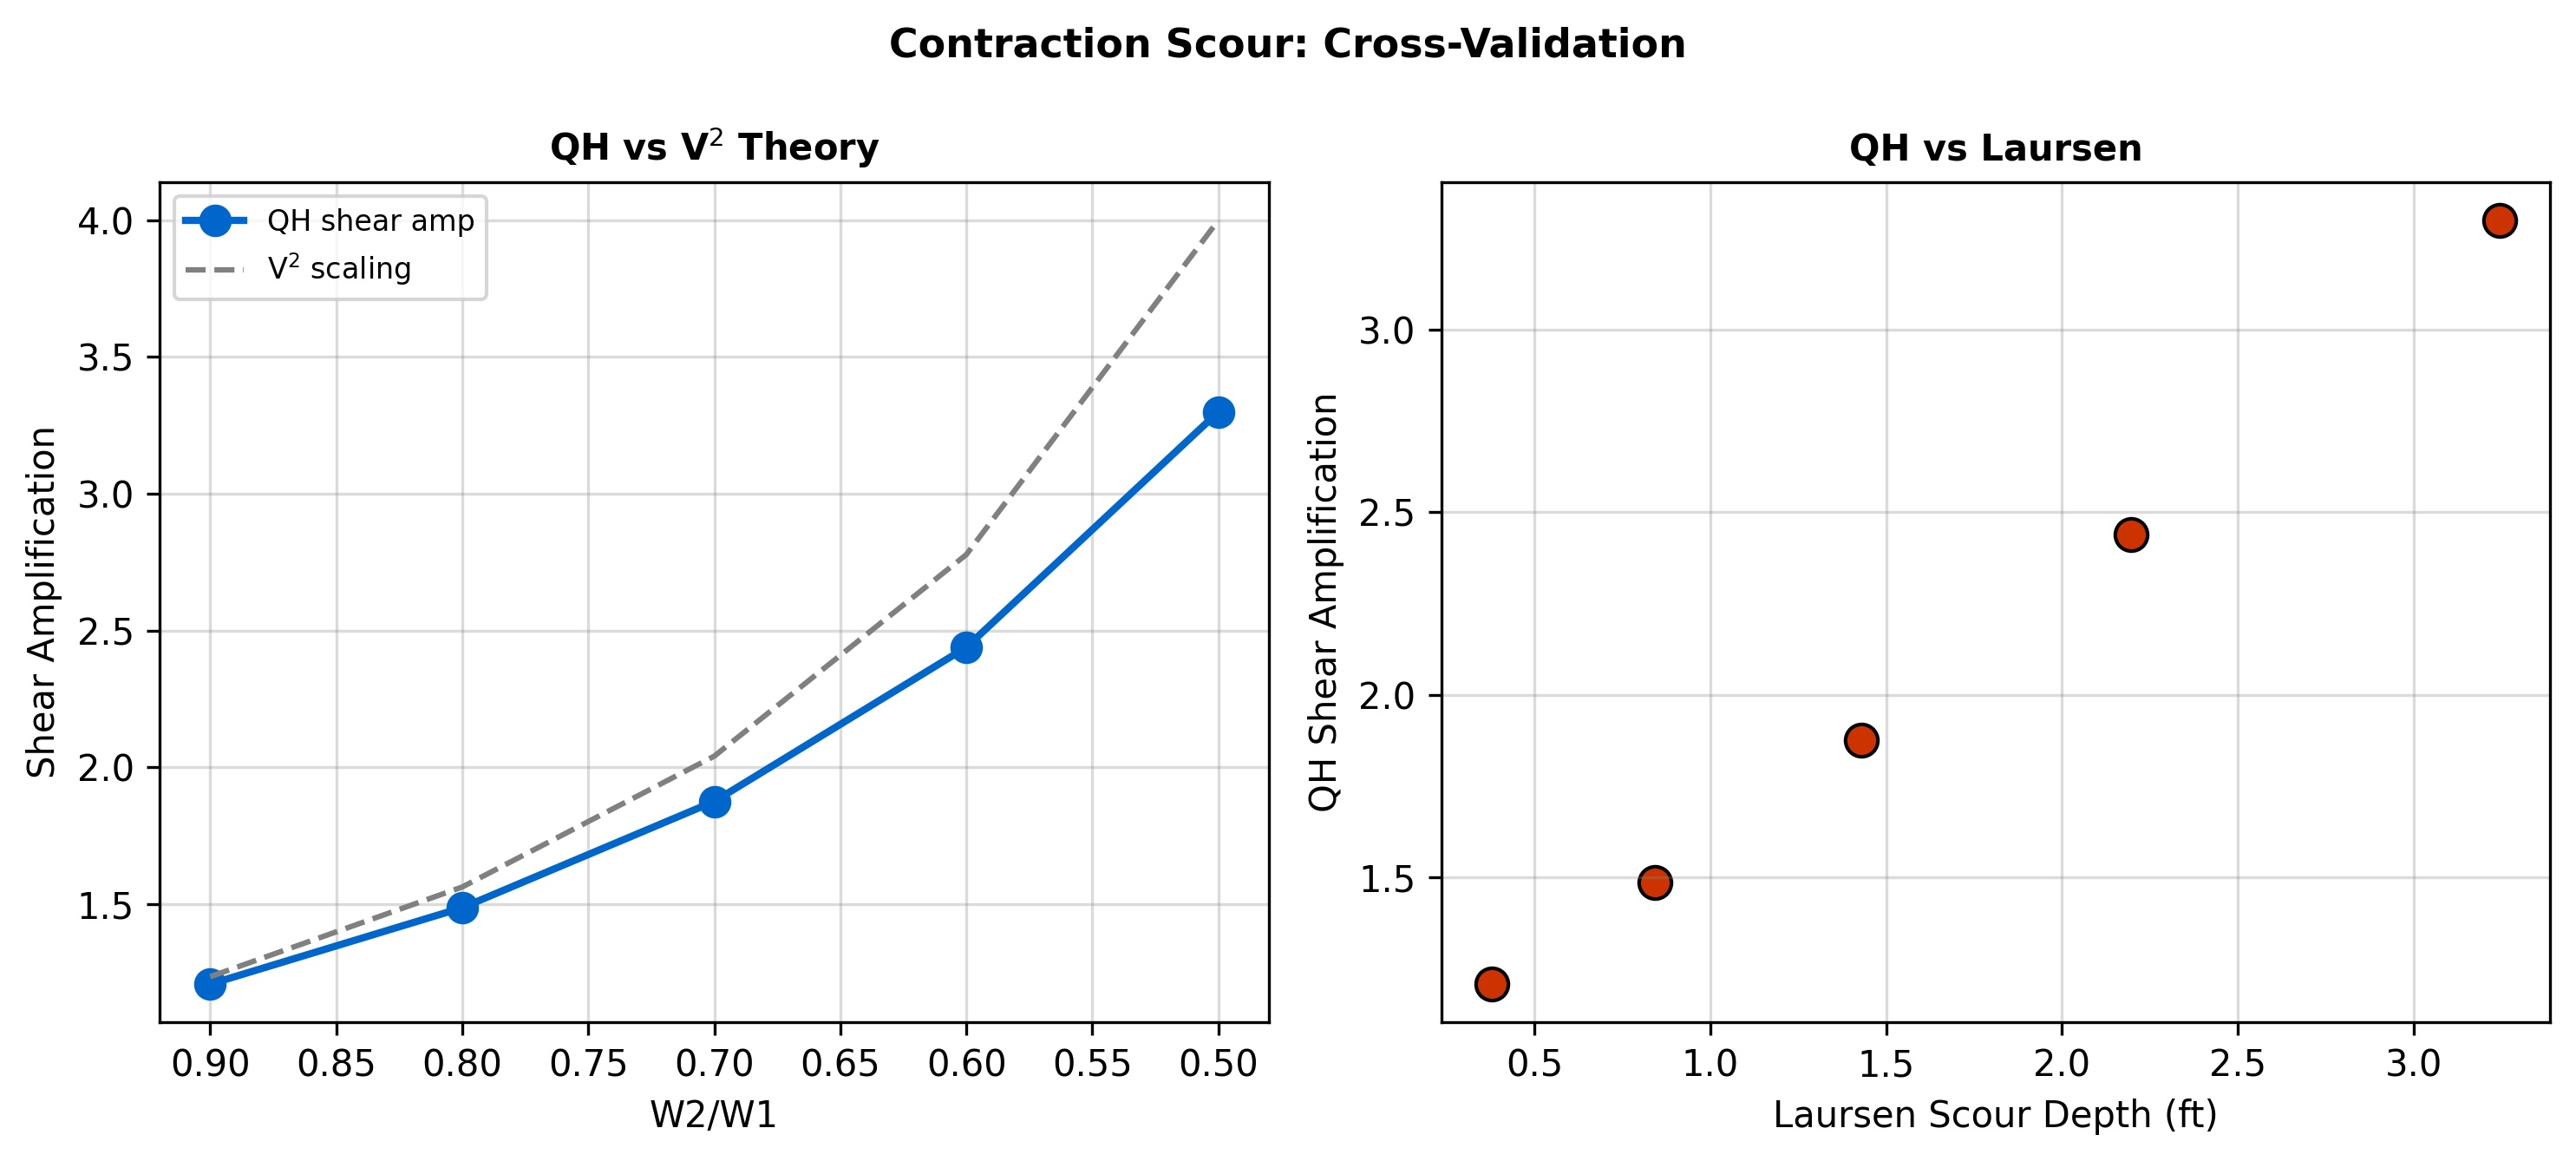 Contraction Scour: Cross-Validation
QH vs V² Theory
QH shear amp
V² scaling
Shear Amplification
4.0
3.5
3.0
2.5
2.0
1.5
0.90 0.85 0.80 0.75 0.70 0.65 0.60 0.55 0.50
W2/W1
QH vs Laursen
QH Shear Amplification
3.0
2.5
2.0
1.5
0.5 1.0 1.5 2.0 2.5 3.0
Laursen Scour Depth (ft)